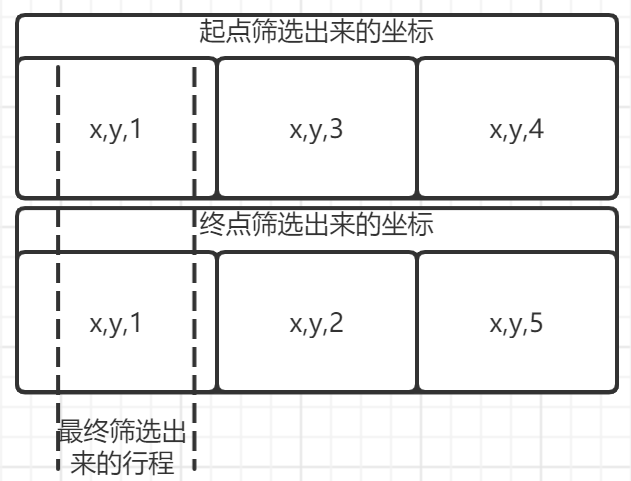 起点筛选出来的坐标
x,y,1 x,y,3 x,y,4
终点筛选出来的坐标
x,y,1 x,y,2 x,y,5
最终筛选出
来的行程